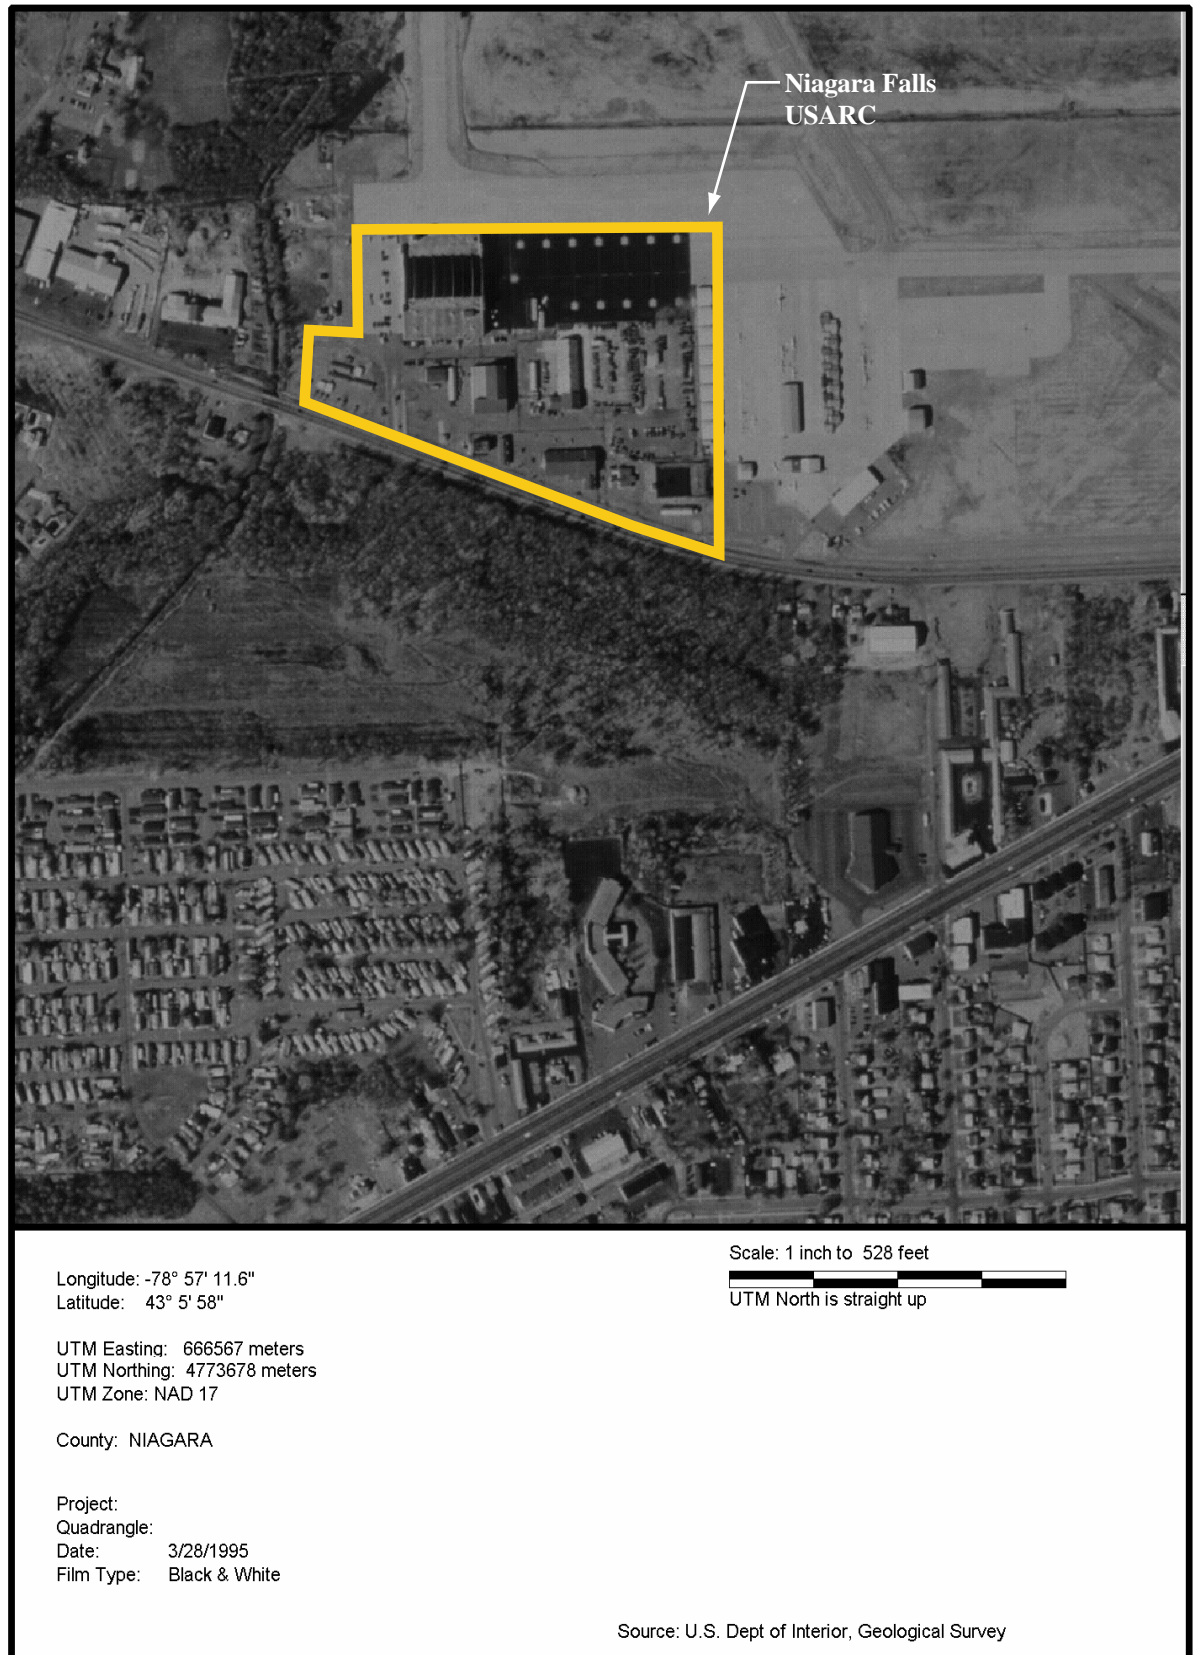 Niagara Falls
USARC
Scale: 1 inch to 528 feet
UTM North is straight up
Longitude: -78° 57' 11.6"
Latitude: 43° 5' 58"
UTM Easting: 666567 meters
UTM Northing: 4773678 meters
UTM Zone: NAD 17
County: NIAGARA
Project:
Quadrangle:
Date: 3/28/1995
Film Type: Black & White
Source: U.S. Dept of Interior, Geological Survey